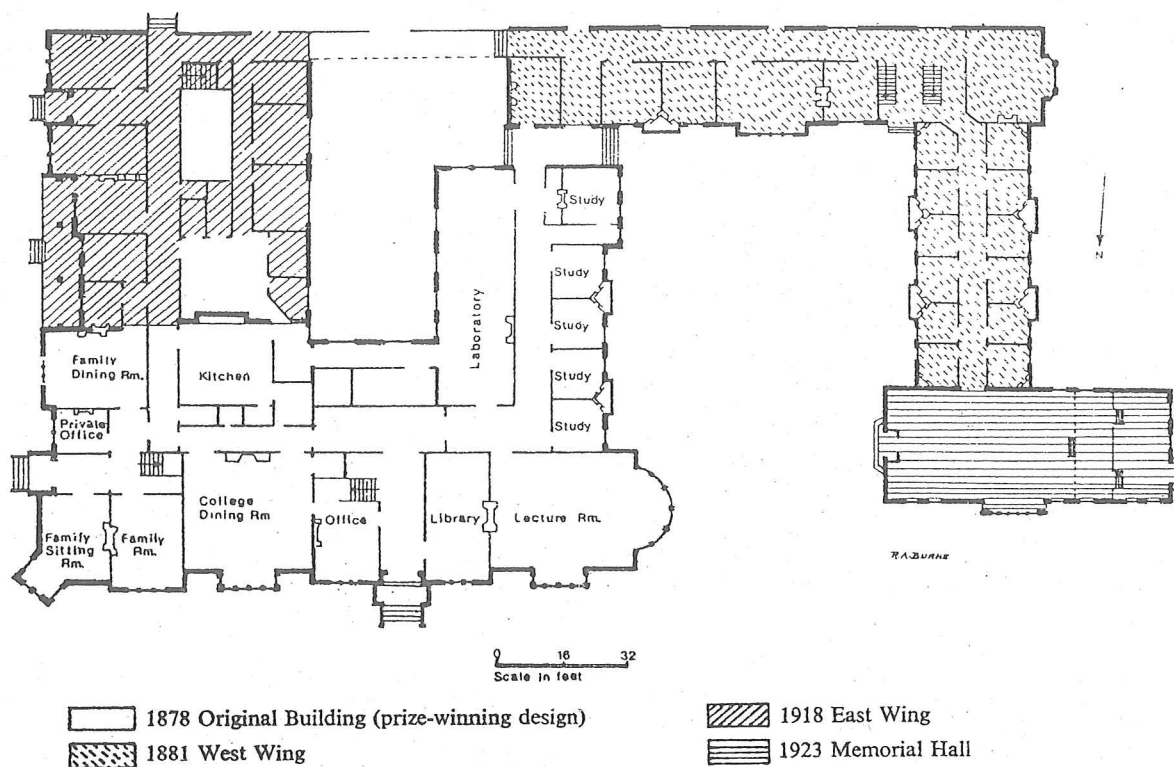 Study
N
Study
Laboratory
Study
Family
Dining Rm.
Kitchen
Study
Private
Office
Study
College
Dining Rm
Office
Library
Lecture Rm.
Family
Sitting Rm.
Family
Rm.
R.A.BURNE
0 16 32
Scale in feet
1878 Original Building (prize-winning design)
1881 West Wing
1918 East Wing
1923 Memorial Hall